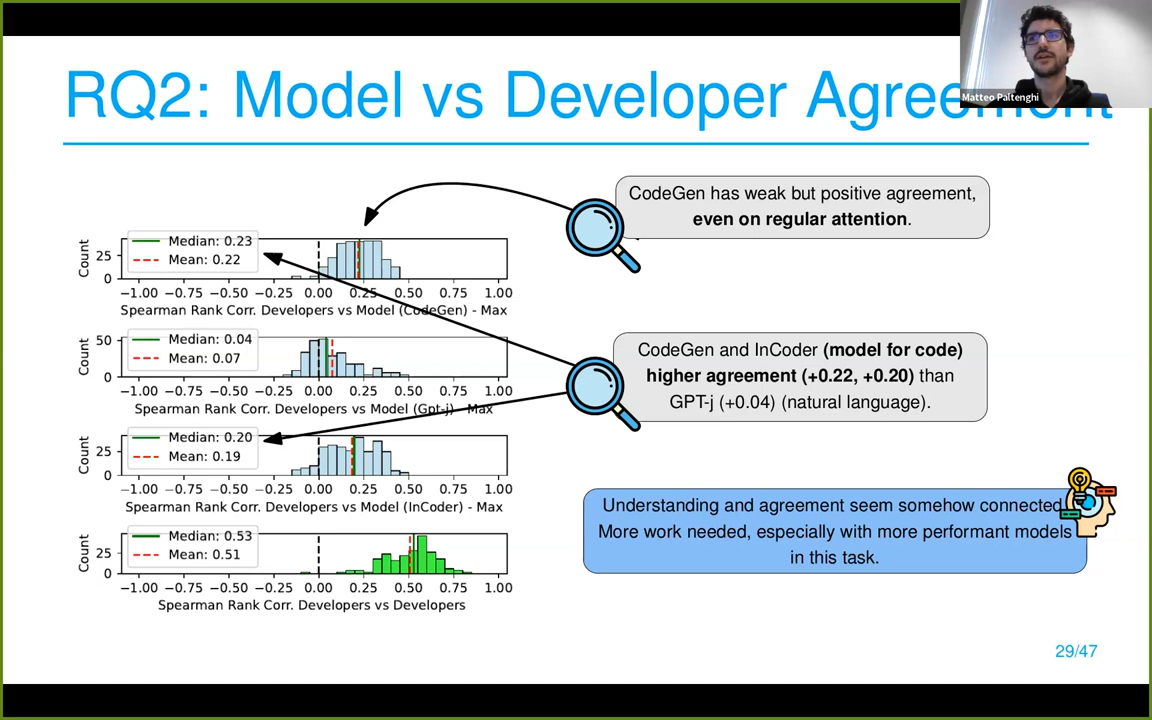 RQ2: Model vs Developer Agreement
Matteo Paltenghi
CodeGen has weak but positive agreement,
even on regular attention.
Count
25
0
Median: 0.23
Mean: 0.22
−1.00 −0.75 −0.50 −0.25 0.00 0.25 0.50 0.75 1.00
Spearman Rank Corr. Developers vs Model (CodeGen) - Max
Count
50
0
Median: 0.04
Mean: 0.07
−1.00 −0.75 −0.50 −0.25 0.00 0.25 0.50 0.75 1.00
Spearman Rank Corr. Developers vs Model (Gpt-j) - Max
CodeGen and InCoder (model for code)
higher agreement (+0.22, +0.20) than
GPT-j (+0.04) (natural language).
Count
25
0
Median: 0.20
Mean: 0.19
−1.00 −0.75 −0.50 −0.25 0.00 0.25 0.50 0.75 1.00
Spearman Rank Corr. Developers vs Model (InCoder) - Max
Count
25
0
Median: 0.53
Mean: 0.51
−1.00 −0.75 −0.50 −0.25 0.00 0.25 0.50 0.75 1.00
Spearman Rank Corr. Developers vs Developers
Understanding and agreement seem somehow connected
More work needed, especially with more performant models
in this task.
29/47